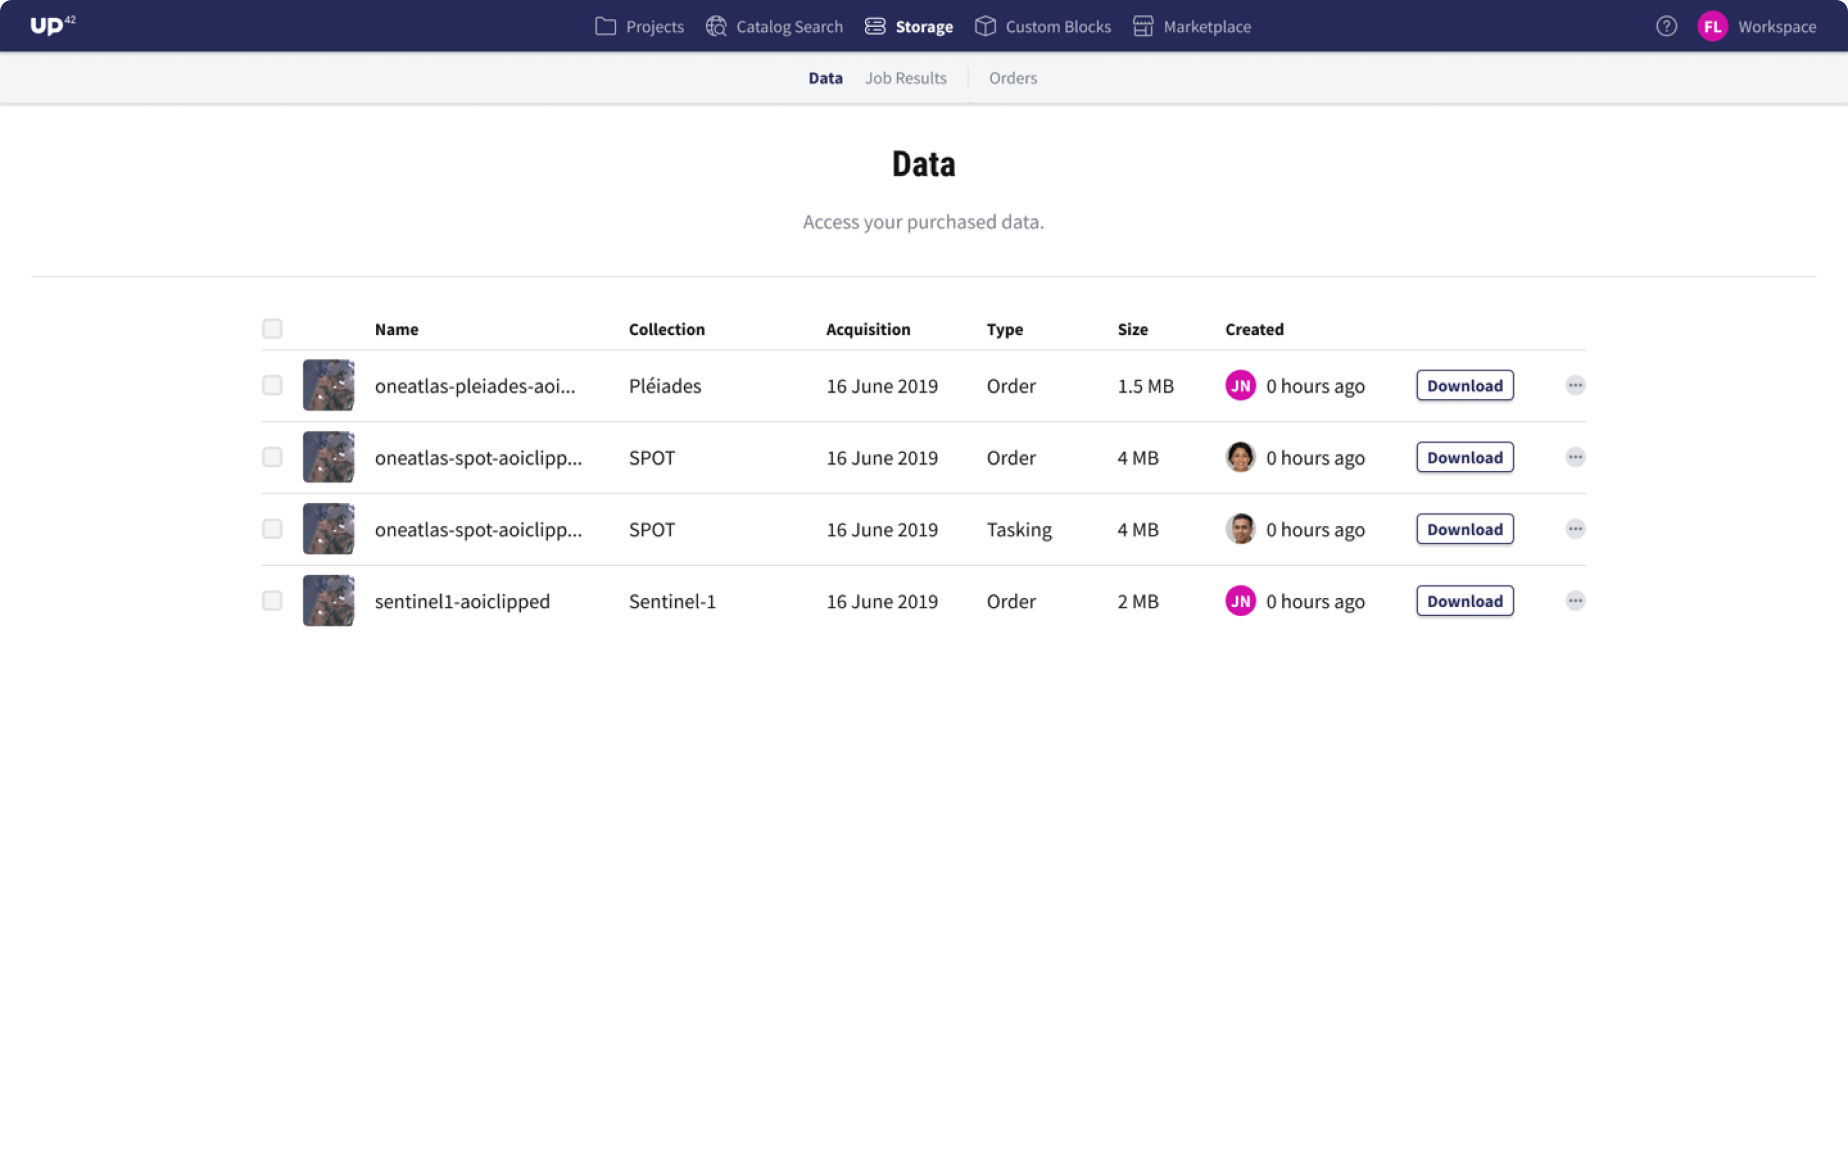 up42
Projects Catalog Search Storage Custom Blocks Marketplace ? FL Workspace
Data Job Results Orders
Data
Access your purchased data.
Name Collection Acquisition Type Size Created
oneatlas-pleiades-aoi... Pléiades 16 June 2019 Order 1.5 MB JN 0 hours ago Download
oneatlas-spot-aoiclipp... SPOT 16 June 2019 Order 4 MB 0 hours ago Download
oneatlas-spot-aoiclipp... SPOT 16 June 2019 Tasking 4 MB 0 hours ago Download
sentinel1-aoiclipped Sentinel-1 16 June 2019 Order 2 MB JN 0 hours ago Download